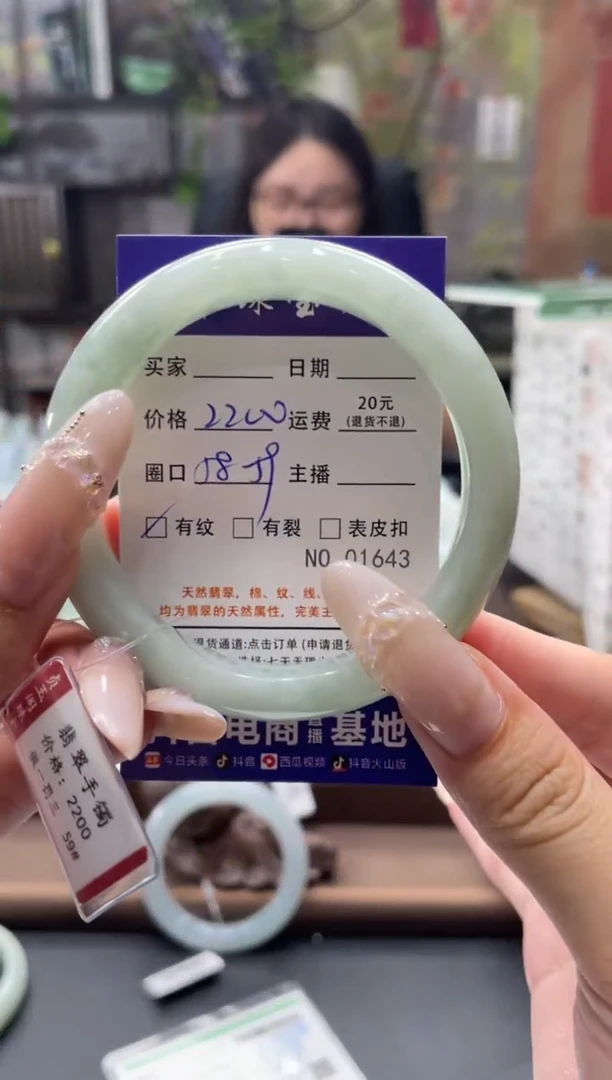 买家 日期
价格 2200 运费 20元 (退货不退)
圈口 58 主播
有纹 有裂 表皮扣
NO 01643
天然翡翠，棉、纹、线、
均为翡翠的天然属性，完美主
退货通道:点击订单(申请退货
电商 直播 基地
今日头条 抖音 西瓜视频 抖音火山版
翡翠手镯
价格：2200
59#